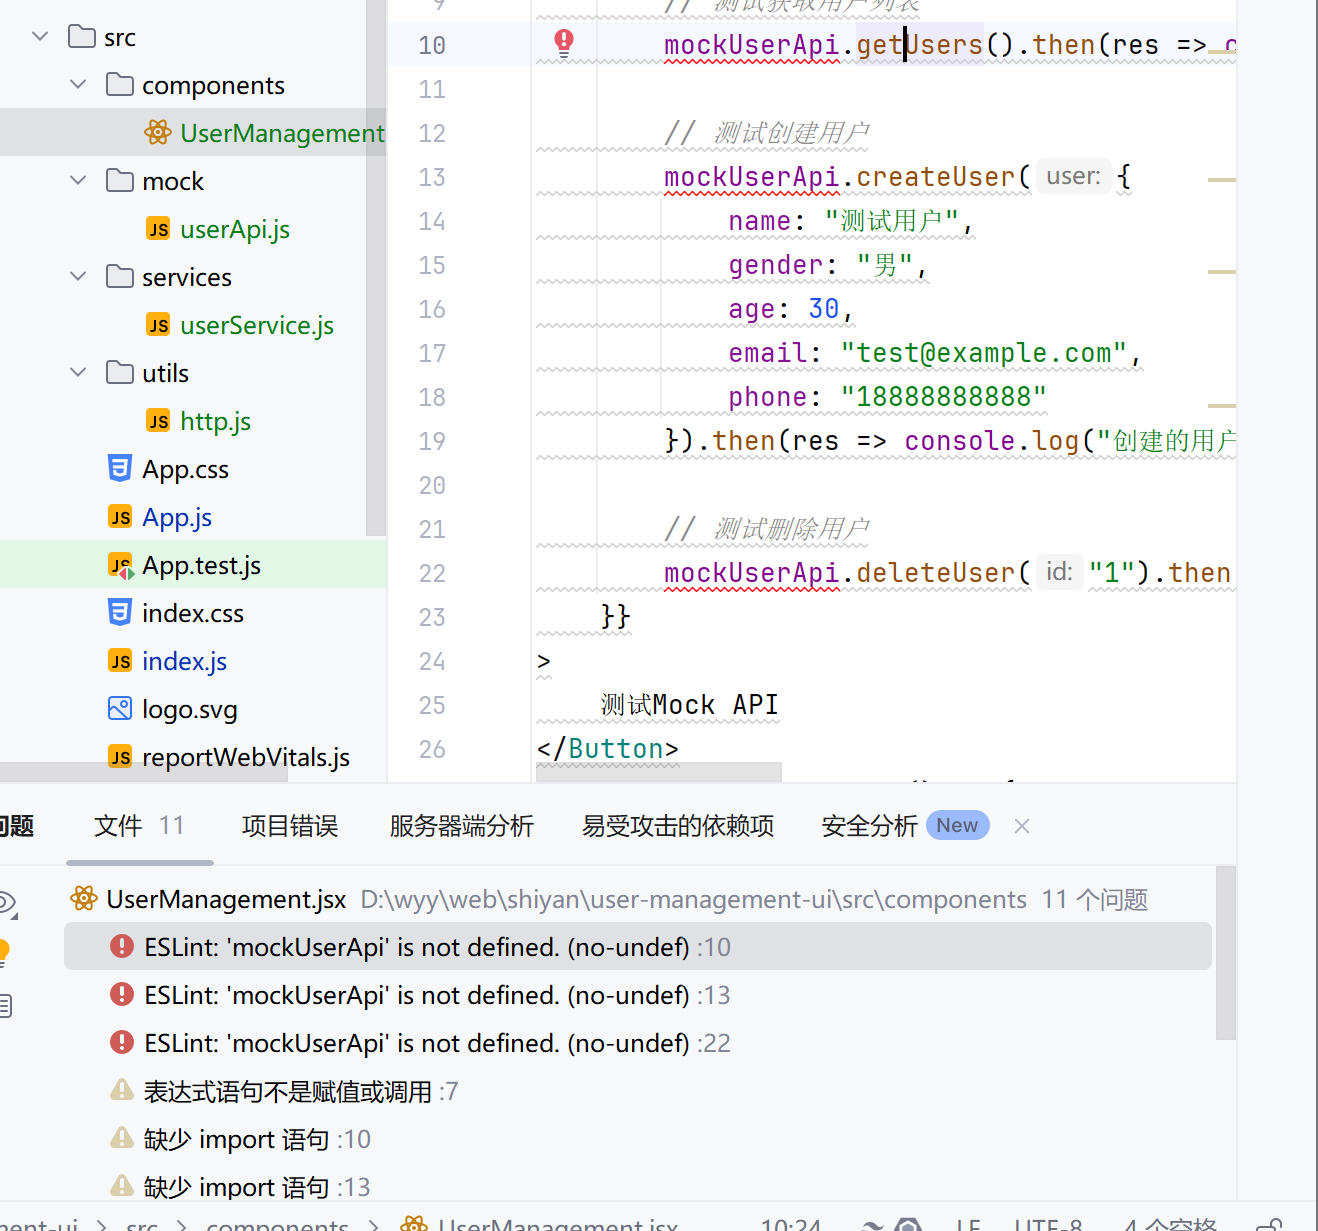 src
components
UserManagement
mock
userApi.js
services
userService.js
utils
http.js
App.css
App.js
App.test.js
index.css
index.js
logo.svg
reportWebVitals.js
9 // 测试获取用户列表
10 mockUserApi.getUsers().then(res => c
11
12 // 测试创建用户
13 mockUserApi.createUser( user: {
14 name: "测试用户",
15 gender: "男",
16 age: 30,
17 email: "test@example.com",
18 phone: "18888888888"
19 }).then(res => console.log("创建的用户
20
21 // 测试删除用户
22 mockUserApi.deleteUser( id: "1").then
23 }}
24 >
25 测试Mock API
26 </Button>
问题 文件 11 项目错误 服务器端分析 易受攻击的依赖项 安全分析 New
UserManagement.jsx D:\wyy\web\shiyan\user-management-ui\src\components 11 个问题
ESLint: 'mockUserApi' is not defined. (no-undef) :10
ESLint: 'mockUserApi' is not defined. (no-undef) :13
ESLint: 'mockUserApi' is not defined. (no-undef) :22
表达式语句不是赋值或调用 :7
缺少 import 语句 :10
缺少 import 语句 :13
ment-ui > src > components > UserManagement.jsx 10:24 LF UTF-8 4 个空格